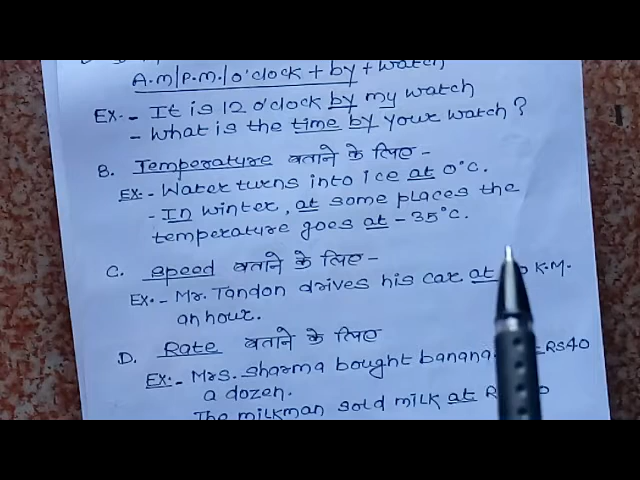 A.M/P.M./o'clock + by + watch
EX:- - It is 12 o'clock by my watch
- What is the time by your watch?
B. Temperature बताने के लिए -
EX:- - Water turns into ice at 0°C.
- In winter, at some places the
temperature goes at - 35°C.
C. Speed बताने के लिए -
EX:- - Mr. Tandon drives his car at K.M.
an hour.
D. Rate बताने के लिए
EX:- - Mrs. Sharma bought banana RS40
a dozen.
The milkman sold milk at